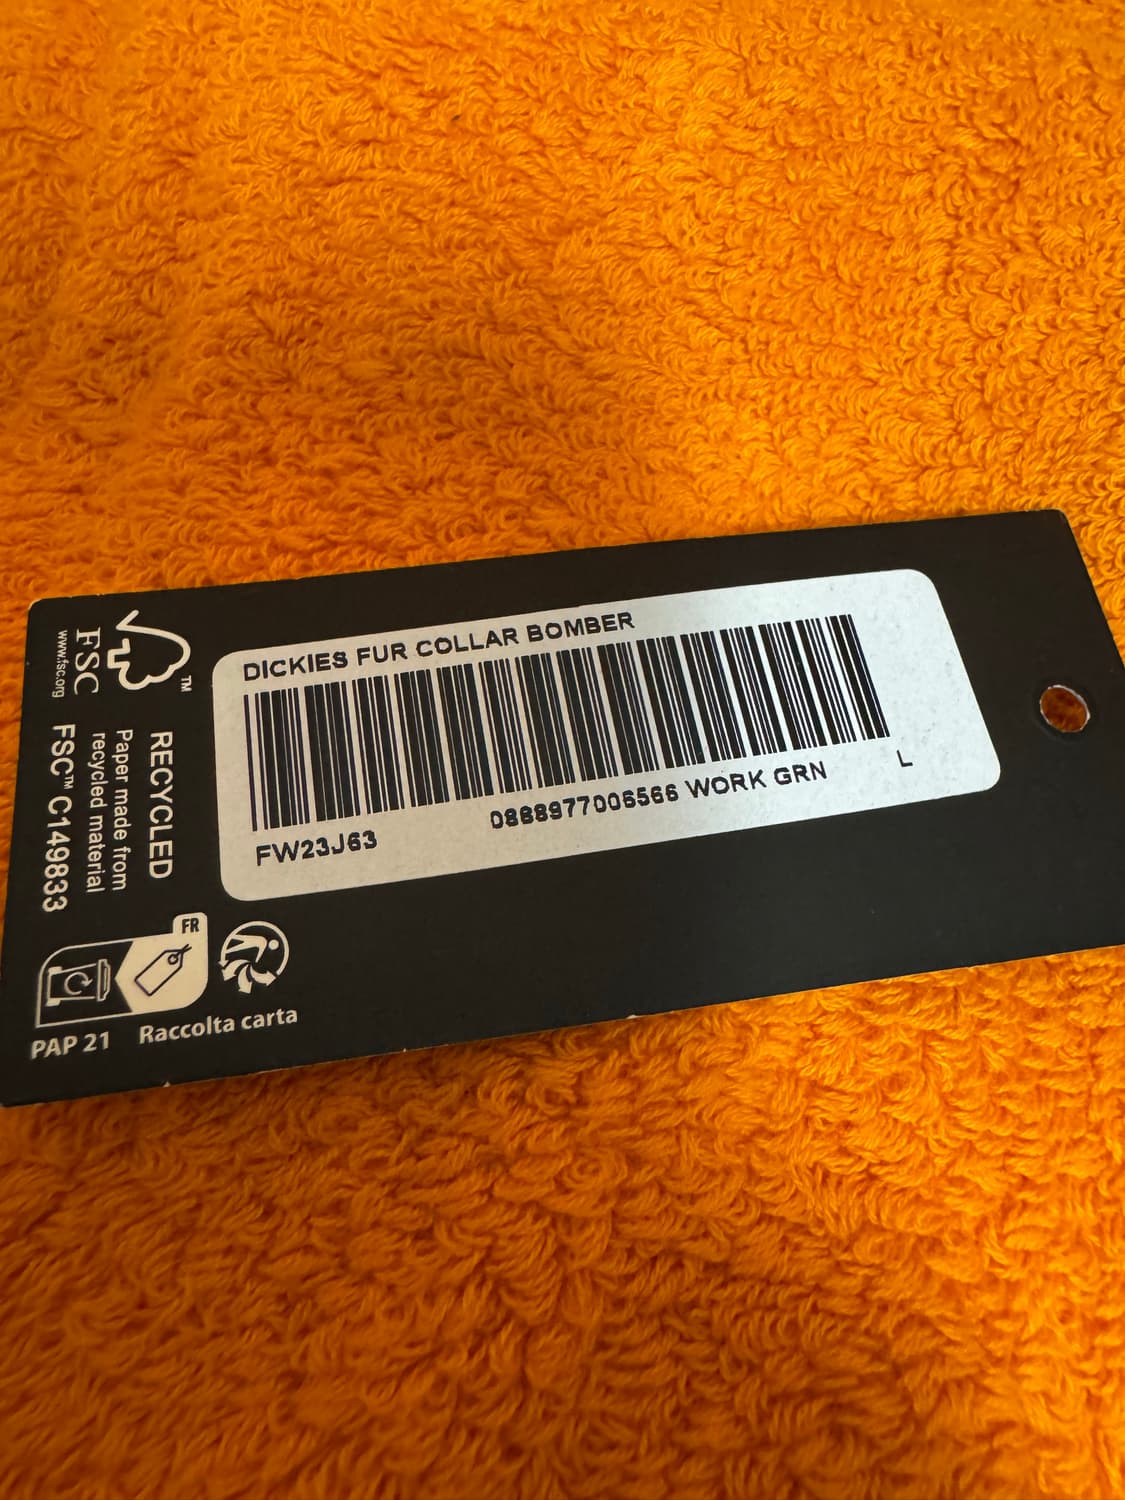 DICKIES FUR COLLAR BOMBER
FW23J63
0888977006566 WORK GRN
L
FSC
www.fsc.org
TM
RECYCLED
Paper made from
recycled material
FSC™ C149833
FR
PAP 21
Raccolta carta